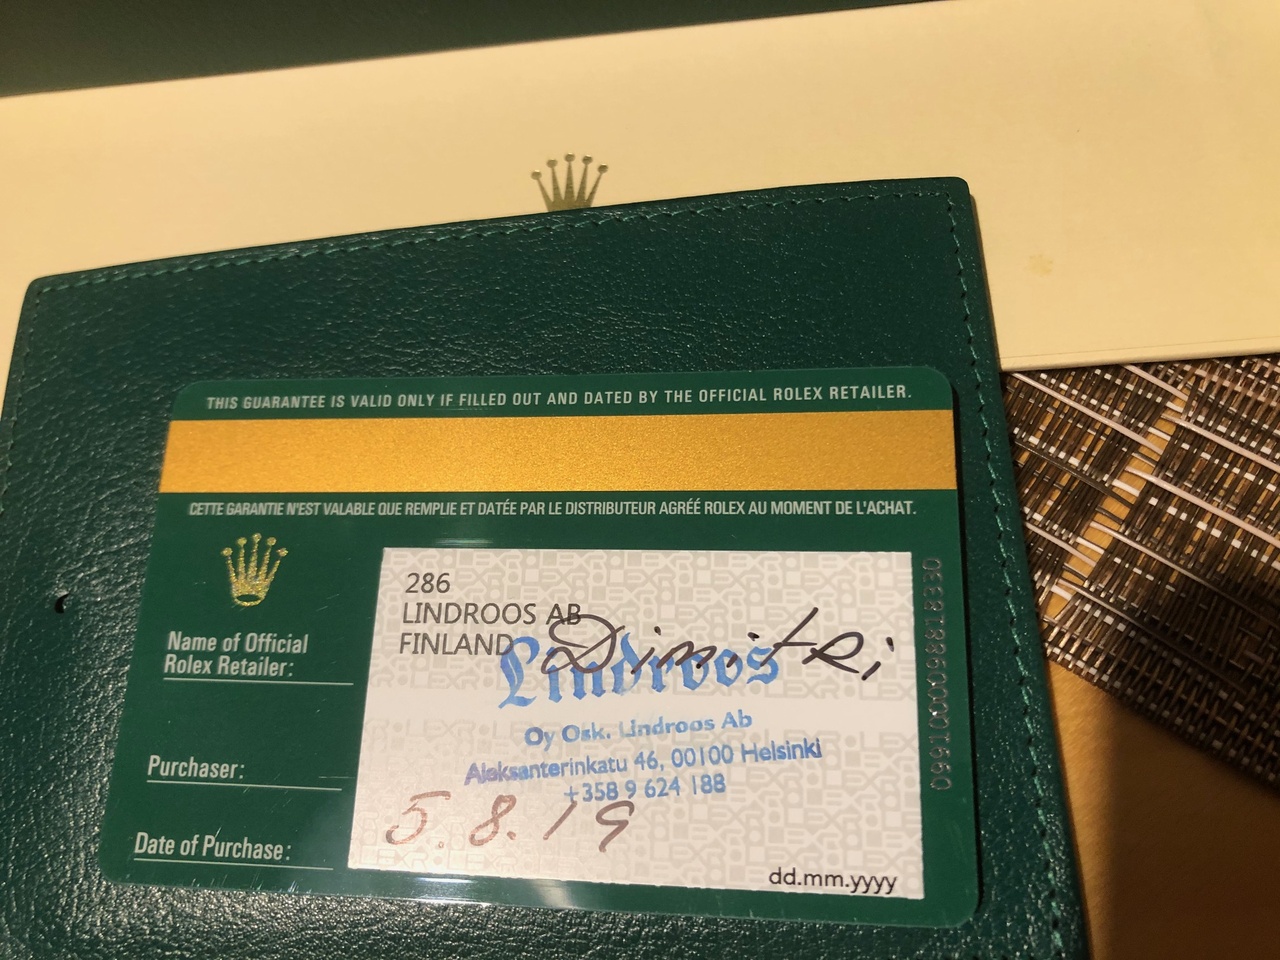 THIS GUARANTEE IS VALID ONLY IF FILLED OUT AND DATED BY THE OFFICIAL ROLEX RETAILER.
CETTE GARANTIE N'EST VALABLE QUE REMPLIE ET DATÉE PAR LE DISTRIBUTEUR AGRÉÉ ROLEX AU MOMENT DE L'ACHAT.
Name of Official
Rolex Retailer:
286
LINDROOS AB
FINLAND
Dimitri
Lindroos
Oy Osk. Lindroos Ab
Purchaser:
Aleksanterinkatu 46, 00100 Helsinki
+358 9 624 188
5.8.19
Date of Purchase:
dd.mm.yyyy